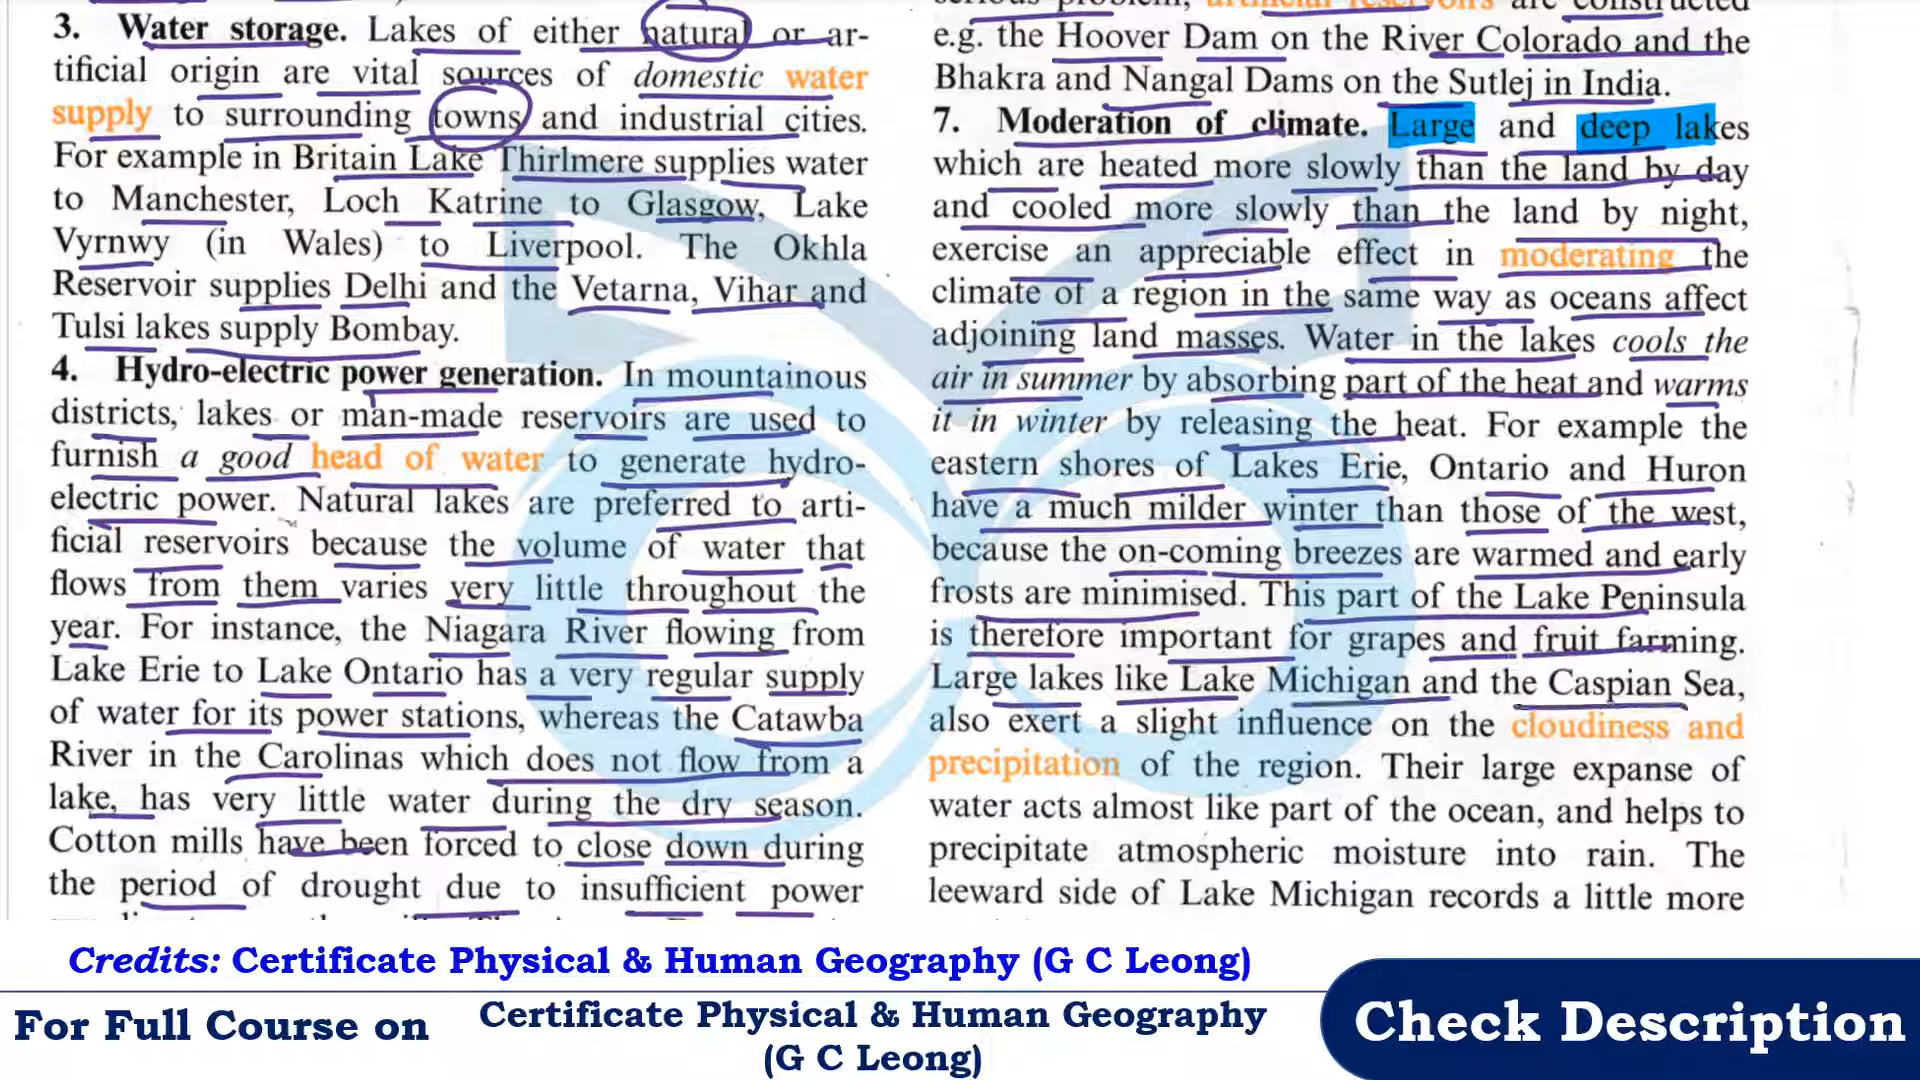 3. Water storage. Lakes of either natural or ar-
tificial origin are vital sources of domestic water
supply to surrounding towns and industrial cities.
For example in Britain Lake Thirlmere supplies water
to Manchester, Loch Katrine to Glasgow, Lake
Vyrnwy (in Wales) to Liverpool. The Okhla
Reservoir supplies Delhi and the Vetarna, Vihar and
Tulsi lakes supply Bombay.
4. Hydro-electric power generation. In mountainous
districts, lakes or man-made reservoirs are used to
furnish a good head of water to generate hydro-
electric power. Natural lakes are preferred to arti-
ficial reservoirs because the volume of water that
flows from them varies very little throughout the
year. For instance, the Niagara River flowing from
Lake Erie to Lake Ontario has a very regular supply
of water for its power stations, whereas the Catawba
River in the Carolinas which does not flow from a
lake, has very little water during the dry season.
Cotton mills have been forced to close down during
the period of drought due to insufficient power
serious problem, artificial reservoirs are constructed
e.g. the Hoover Dam on the River Colorado and the
Bhakra and Nangal Dams on the Sutlej in India.
7. Moderation of climate. Large and deep lakes
which are heated more slowly than the land by day
and cooled more slowly than the land by night,
exercise an appreciable effect in moderating the
climate of a region in the same way as oceans affect
adjoining land masses. Water in the lakes cools the
air in summer by absorbing part of the heat and warms
it in winter by releasing the heat. For example the
eastern shores of Lakes Erie, Ontario and Huron
have a much milder winter than those of the west,
because the on-coming breezes are warmed and early
frosts are minimised. This part of the Lake Peninsula
is therefore important for grapes and fruit farming.
Large lakes like Lake Michigan and the Caspian Sea,
also exert a slight influence on the cloudiness and
precipitation of the region. Their large expanse of
water acts almost like part of the ocean, and helps to
precipitate atmospheric moisture into rain. The
leeward side of Lake Michigan records a little more
Credits: Certificate Physical & Human Geography (G C Leong)
For Full Course on
Certificate Physical & Human Geography
(G C Leong)
Check Description